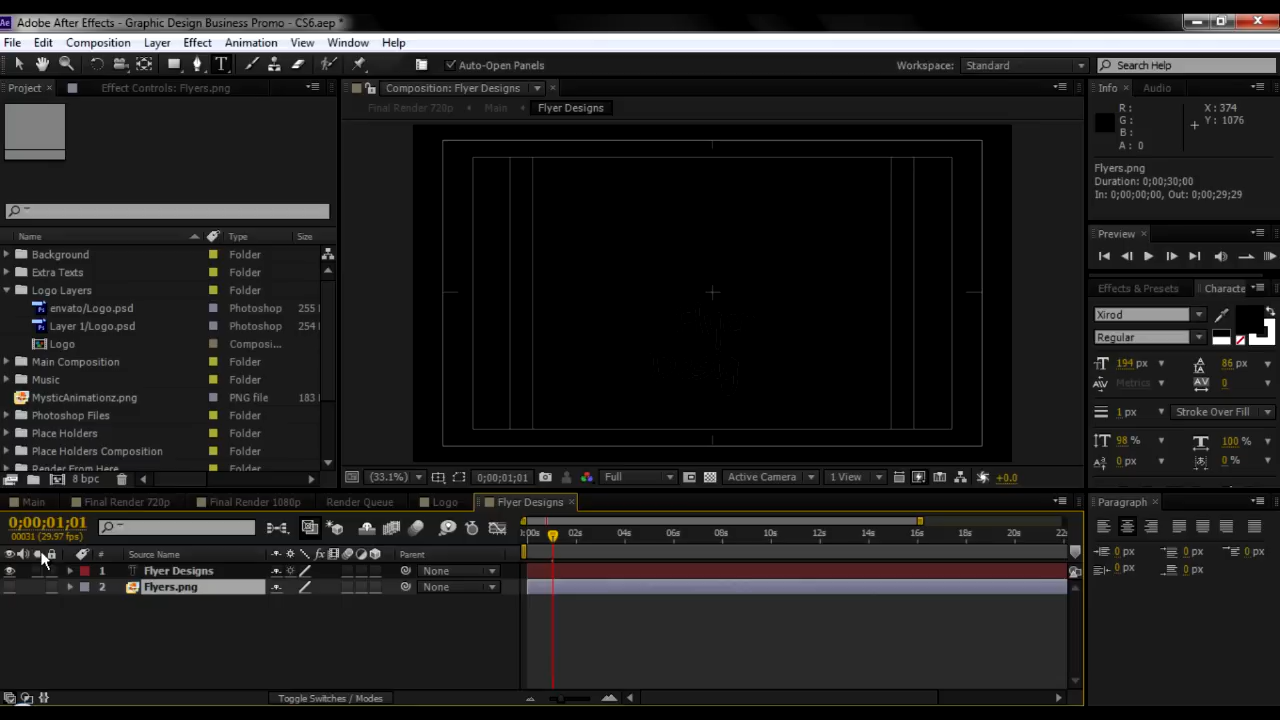 Adobe After Effects - Graphic Design Business Promo - CS6.aep *
File Edit Composition Layer Effect Animation View Window Help
Auto-Open Panels
Workspace: Standard
Search Help
Project
Effect Controls: Flyers.png
Name Type Size
Background Folder
Extra Texts Folder
Logo Layers Folder
envato/Logo.psd Photoshop 255
Layer 1/Logo.psd Photoshop 254
Logo Composi...
Main Composition Folder
Music Folder
MysticAnimationz.png PNG file 183
Photoshop Files Folder
Place Holders Folder
Place Holders Composition Folder
Render From Here Folder
8 bpc
Composition: Flyer Designs
Final Render 720p Main Flyer Designs
(33.1%) 0;00;01;01 Full Active Camera 1 View +0.0
Info Audio
R: X: 374
G: Y: 1076
B:
A: 0
Flyers.png
Duration: 0;00;30;00
In: 0;00;00;00, Out: 0;00;29;29
Preview
Effects & Presets Characte
Xirod
Regular
194 px 86 px
Metrics 0
1 px Stroke Over Fill
98 % 100 %
0 px 0 %
Main Final Render 720p Final Render 1080p Render Queue Logo Flyer Designs
0;00;01;01
00031 (29.97 fps)
# Source Name Parent
1 Flyer Designs None
2 Flyers.png None
:00s 02s 04s 06s 08s 10s 12s 14s 16s 18s 20s 22s
Toggle Switches / Modes
Paragraph
0 px 0 px 0 px
0 px 0 px